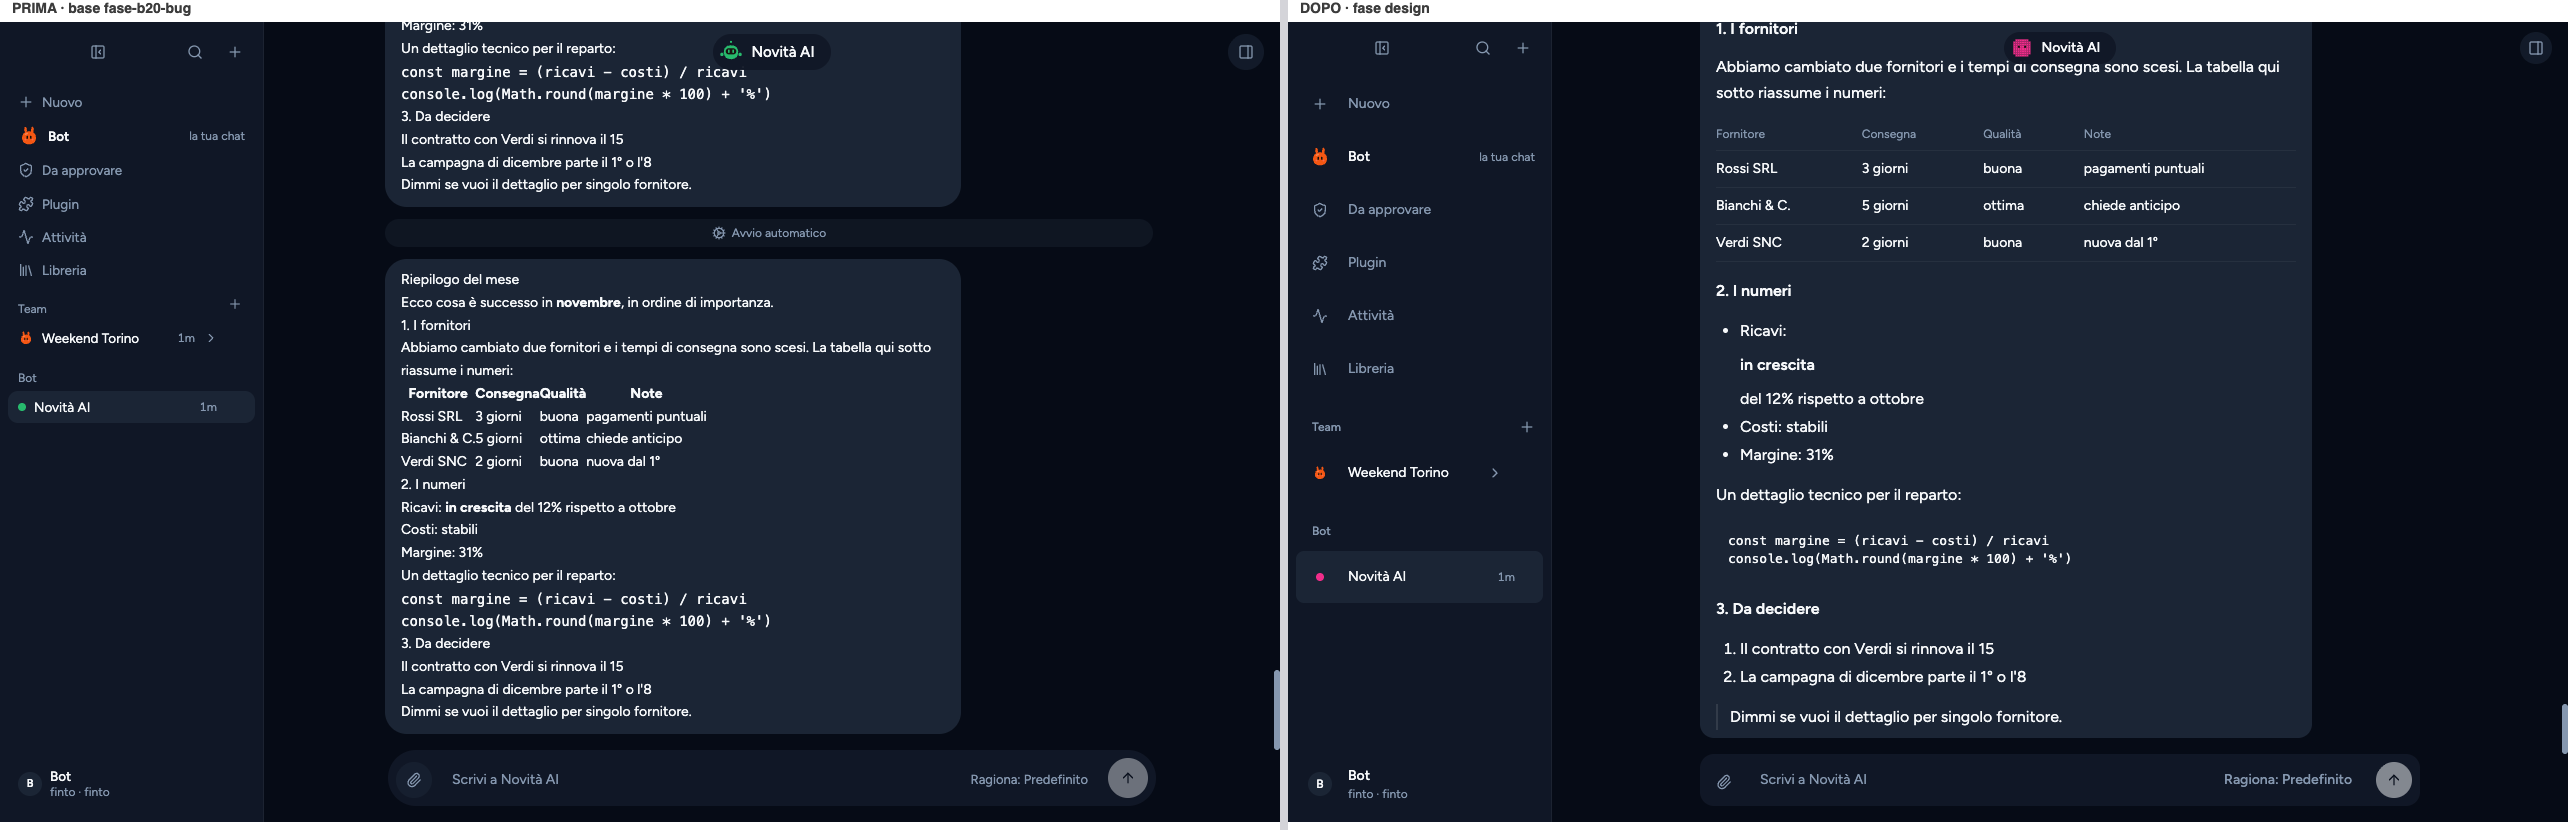 PRIMA · base fase-b20-bug
Nuovo
Bot la tua chat
Da approvare
Plugin
Attività
Libreria
Team
Weekend Torino 1m
Bot
Novità AI 1m
B Bot
finto · finto
Novità AI
Margine: 31%
Un dettaglio tecnico per il reparto:
const margine = (ricavi – costi) / ricavi
console.log(Math.round(margine * 100) + '%')
3. Da decidere
Il contratto con Verdi si rinnova il 15
La campagna di dicembre parte il 1° o l'8
Dimmi se vuoi il dettaglio per singolo fornitore.
Avvio automatico
Riepilogo del mese
Ecco cosa è successo in novembre, in ordine di importanza.
1. I fornitori
Abbiamo cambiato due fornitori e i tempi di consegna sono scesi. La tabella qui sotto
riassume i numeri:
Fornitore Consegna Qualità Note
Rossi SRL 3 giorni buona pagamenti puntuali
Bianchi & C. 5 giorni ottima chiede anticipo
Verdi SNC 2 giorni buona nuova dal 1°
2. I numeri
Ricavi: in crescita del 12% rispetto a ottobre
Costi: stabili
Margine: 31%
Un dettaglio tecnico per il reparto:
const margine = (ricavi – costi) / ricavi
console.log(Math.round(margine * 100) + '%')
3. Da decidere
Il contratto con Verdi si rinnova il 15
La campagna di dicembre parte il 1° o l'8
Dimmi se vuoi il dettaglio per singolo fornitore.
Scrivi a Novità AI Ragiona: Predefinito
DOPO · fase design
Nuovo
Bot la tua chat
Da approvare
Plugin
Attività
Libreria
Team
Weekend Torino
Bot
Novità AI 1m
B Bot
finto · finto
Novità AI
1. I fornitori
Abbiamo cambiato due fornitori e i tempi di consegna sono scesi. La tabella qui
sotto riassume i numeri:
Fornitore Consegna Qualità Note
Rossi SRL 3 giorni buona pagamenti puntuali
Bianchi & C. 5 giorni ottima chiede anticipo
Verdi SNC 2 giorni buona nuova dal 1°
2. I numeri
• Ricavi:
in crescita
del 12% rispetto a ottobre
• Costi: stabili
• Margine: 31%
Un dettaglio tecnico per il reparto:
const margine = (ricavi – costi) / ricavi
console.log(Math.round(margine * 100) + '%')
3. Da decidere
1. Il contratto con Verdi si rinnova il 15
2. La campagna di dicembre parte il 1° o l'8
Dimmi se vuoi il dettaglio per singolo fornitore.
Scrivi a Novità AI Ragiona: Predefinito